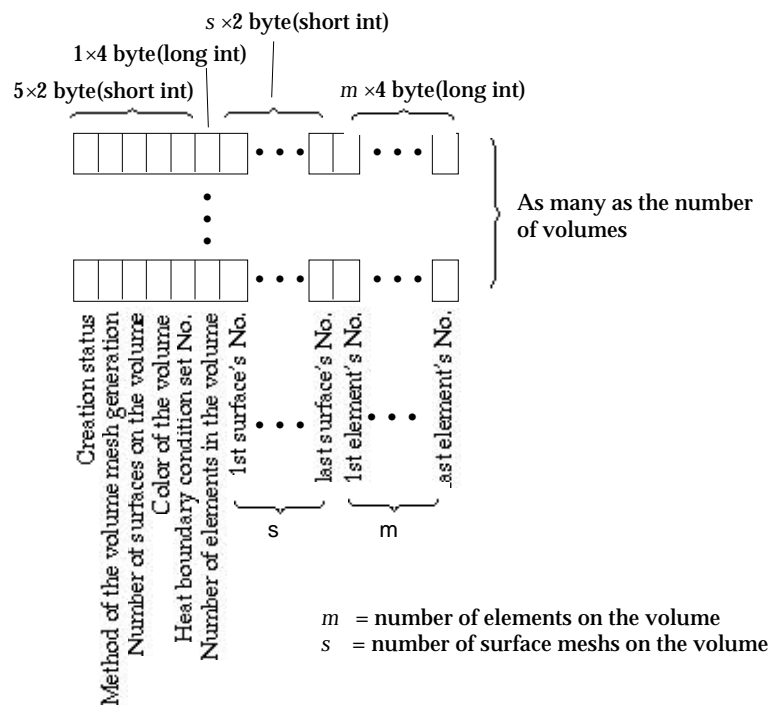 s ×2 byte(short int)
1×4 byte(long int)
5×2 byte(short int)
m ×4 byte(long int)
As many as the number
of volumes
Creation status
Method of the volume mesh generation
Number of surfaces on the volume
Color of the volume
Heat boundary condition set No.
Number of elements in the volume
1st surface's No.
last surface's No.
1st element's No.
ast element's No.
s
m
m = number of elements on the volume
s = number of surface meshs on the volume